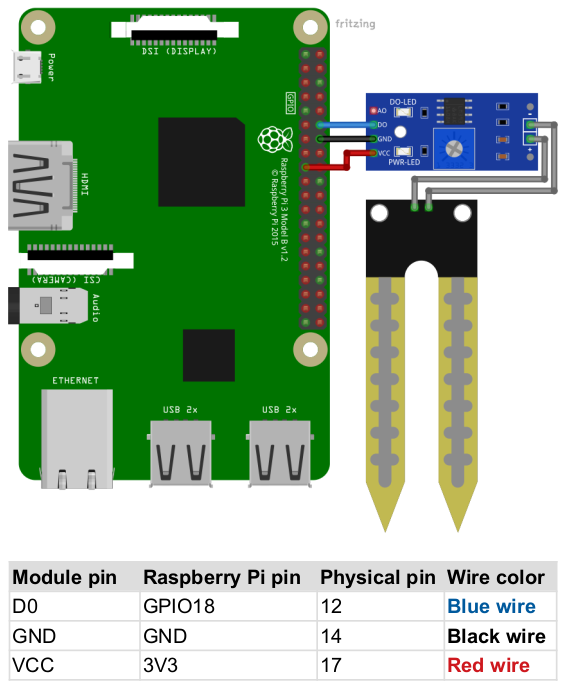 fritzing
DSI (DISPLAY)
Power
GPIO
DO-LED
AO
DO
GND
VCC
PWR-LED
-
+
HDMI
Raspberry Pi 3 Model B v1.2
© Raspberry Pi 2015
CSI (CAMERA)
Audio
ETHERNET
USB 2x
USB 2x
Module pin Raspberry Pi pin Physical pin Wire color
D0 GPIO18 12 Blue wire
GND GND 14 Black wire
VCC 3V3 17 Red wire